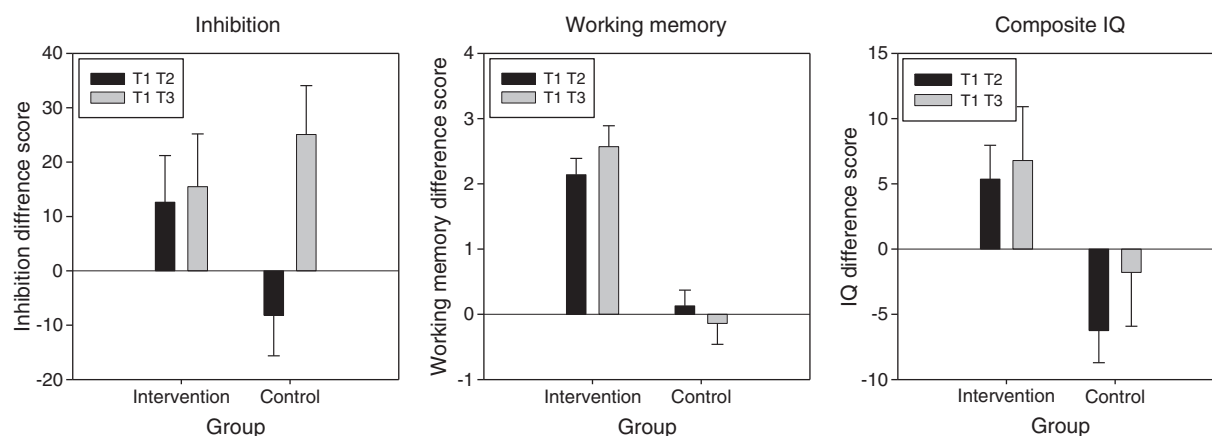 Inhibition
Inhibition diffrence score
40
30
20
10
0
-10
-20
T1 T2
T1 T3
Intervention
Control
Group
Working memory
Working memory difference score
4
3
2
1
0
-1
T1 T2
T1 T3
Intervention
Control
Group
Composite IQ
IQ difference score
15
10
5
0
-5
-10
T1 T2
T1 T3
Intervention
Control
Group